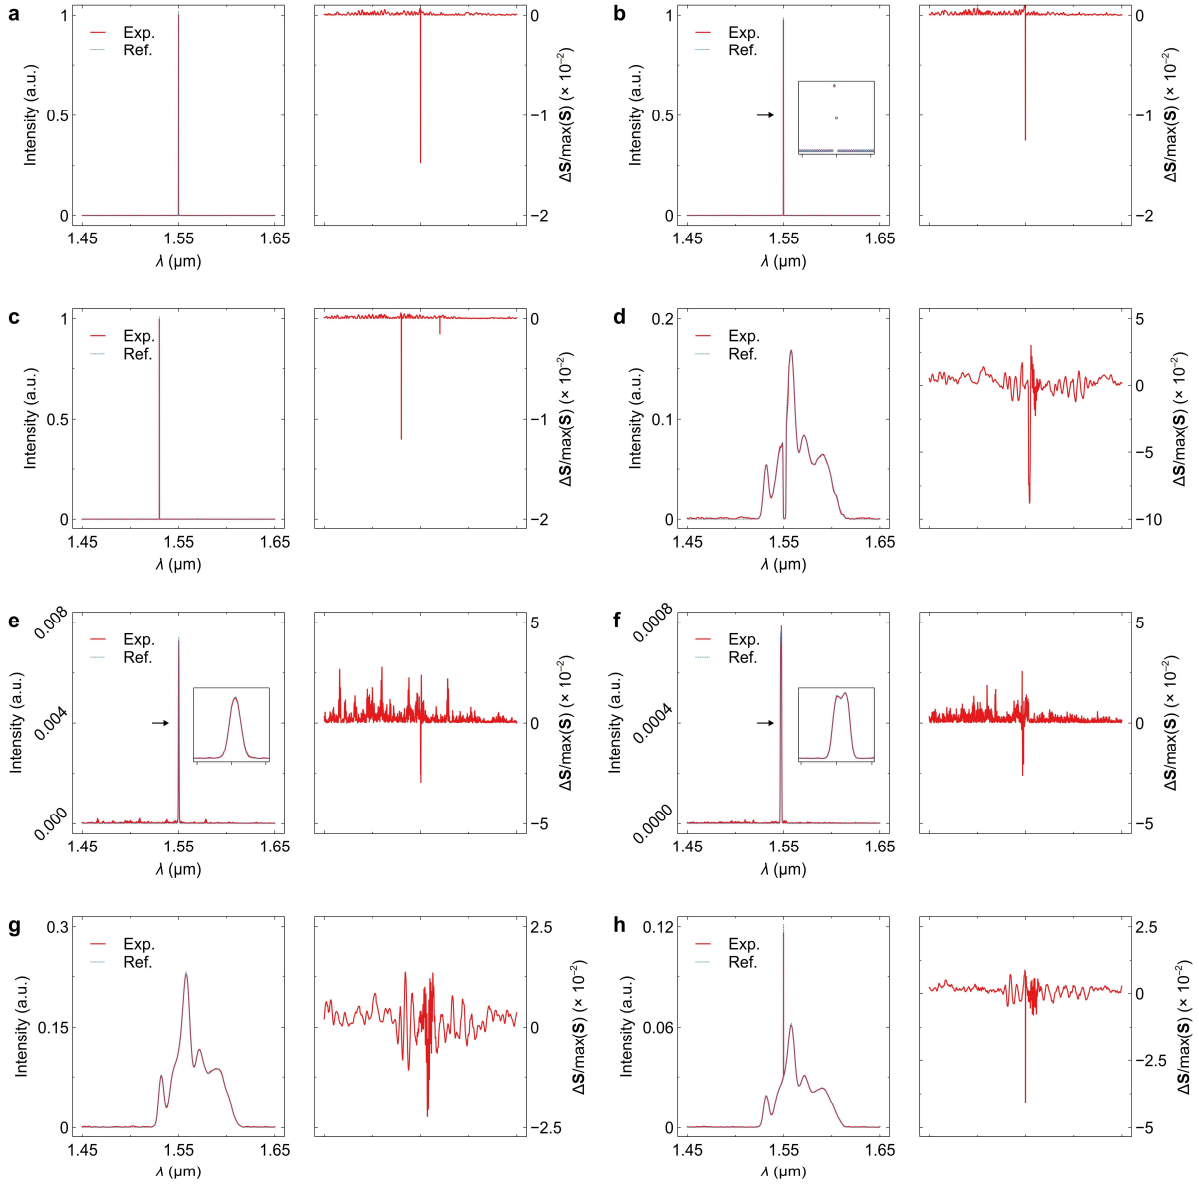 a
Intensity (a.u.)
1
0.5
0
Exp.
Ref.
1.45
1.55
1.65
λ (μm)
0
−1
−2
ΔS/max(S) (× 10⁻²)
b
Intensity (a.u.)
1
0.5
0
Exp.
Ref.
1.45
1.55
1.65
λ (μm)
0
−1
−2
ΔS/max(S) (× 10⁻²)
c
Intensity (a.u.)
1
0.5
0
Exp.
Ref.
1.45
1.55
1.65
λ (μm)
0
−1
−2
ΔS/max(S) (× 10⁻²)
d
Intensity (a.u.)
0.2
0.1
0
Exp.
Ref.
1.45
1.55
1.65
λ (μm)
5
0
−5
−10
ΔS/max(S) (× 10⁻²)
e
Intensity (a.u.)
0.008
0.004
0.000
Exp.
Ref.
1.45
1.55
1.65
λ (μm)
5
0
−5
ΔS/max(S) (× 10⁻²)
f
Intensity (a.u.)
0.0008
0.0004
0.0000
Exp.
Ref.
1.45
1.55
1.65
λ (μm)
5
0
−5
ΔS/max(S) (× 10⁻²)
g
Intensity (a.u.)
0.3
0.15
0
Exp.
Ref.
1.45
1.55
1.65
λ (μm)
2.5
0
−2.5
ΔS/max(S) (× 10⁻²)
h
Intensity (a.u.)
0.12
0.06
0
Exp.
Ref.
1.45
1.55
1.65
λ (μm)
2.5
0
−2.5
−5
ΔS/max(S) (× 10⁻²)